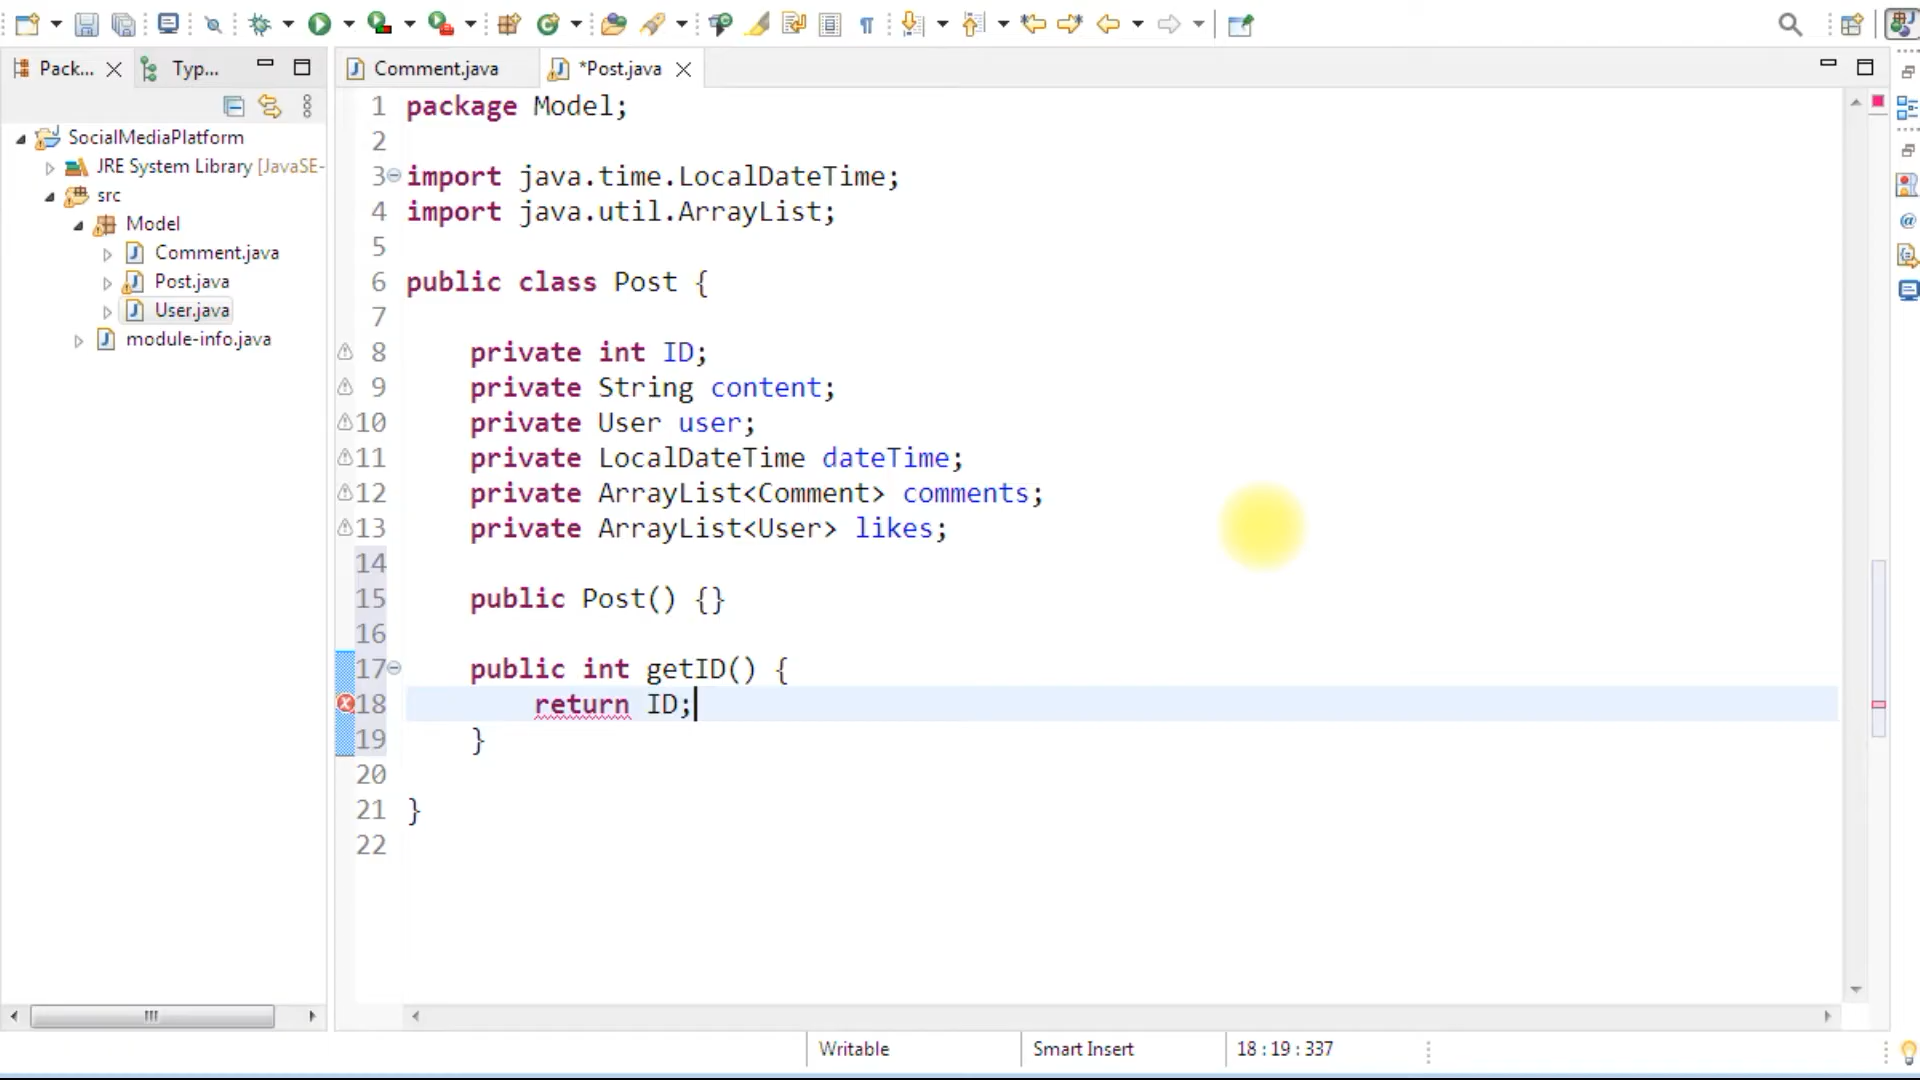 Pack...
Typ...
Comment.java
*Post.java
SocialMediaPlatform
JRE System Library [JavaSE-
src
Model
Comment.java
Post.java
User.java
module-info.java
1 package Model;
2
3 import java.time.LocalDateTime;
4 import java.util.ArrayList;
5
6 public class Post {
7
8 private int ID;
9 private String content;
10 private User user;
11 private LocalDateTime dateTime;
12 private ArrayList<Comment> comments;
13 private ArrayList<User> likes;
14
15 public Post() {}
16
17 public int getID() {
18 return ID;
19 }
20
21 }
22
Writable
Smart Insert
18 : 19 : 337